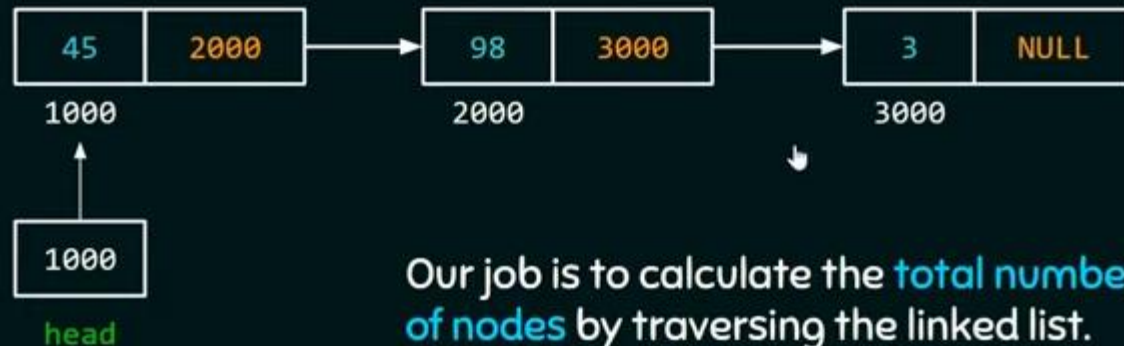 45 2000 98 3000 3 NULL
1000 2000 3000
1000
Our job is to calculate the total numbe
head
of nodes by traversing the linked list.